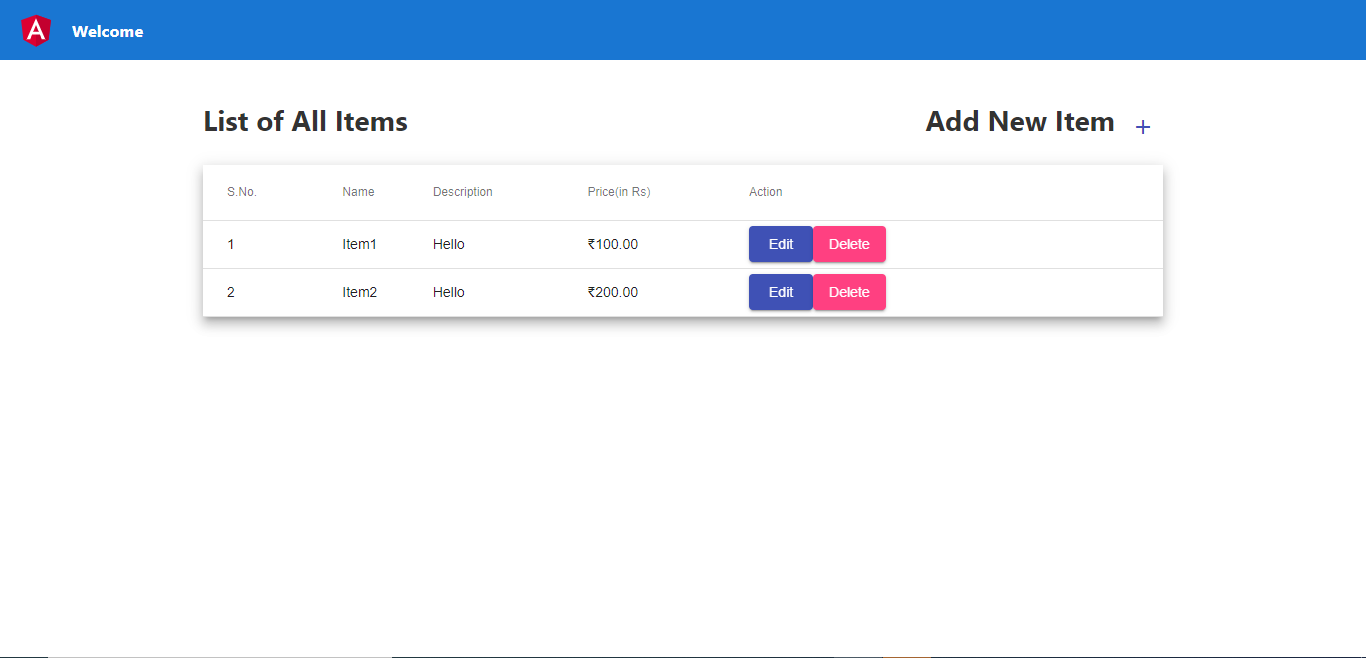 A Welcome
List of All Items Add New Item +
S.No. Name Description Price(in Rs) Action
1 Item1 Hello ₹100.00 Edit Delete
2 Item2 Hello ₹200.00 Edit Delete